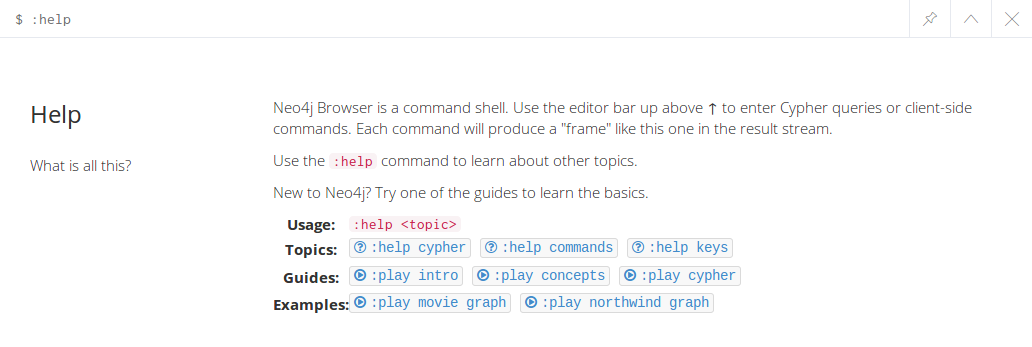 $ :help
Help
What is all this?
Neo4j Browser is a command shell. Use the editor bar up above ↑ to enter Cypher queries or client-side
commands. Each command will produce a "frame" like this one in the result stream.
Use the :help command to learn about other topics.
New to Neo4j? Try one of the guides to learn the basics.
Usage: :help <topic>
Topics: :help cypher :help commands :help keys
Guides: :play intro :play concepts :play cypher
Examples: :play movie graph :play northwind graph